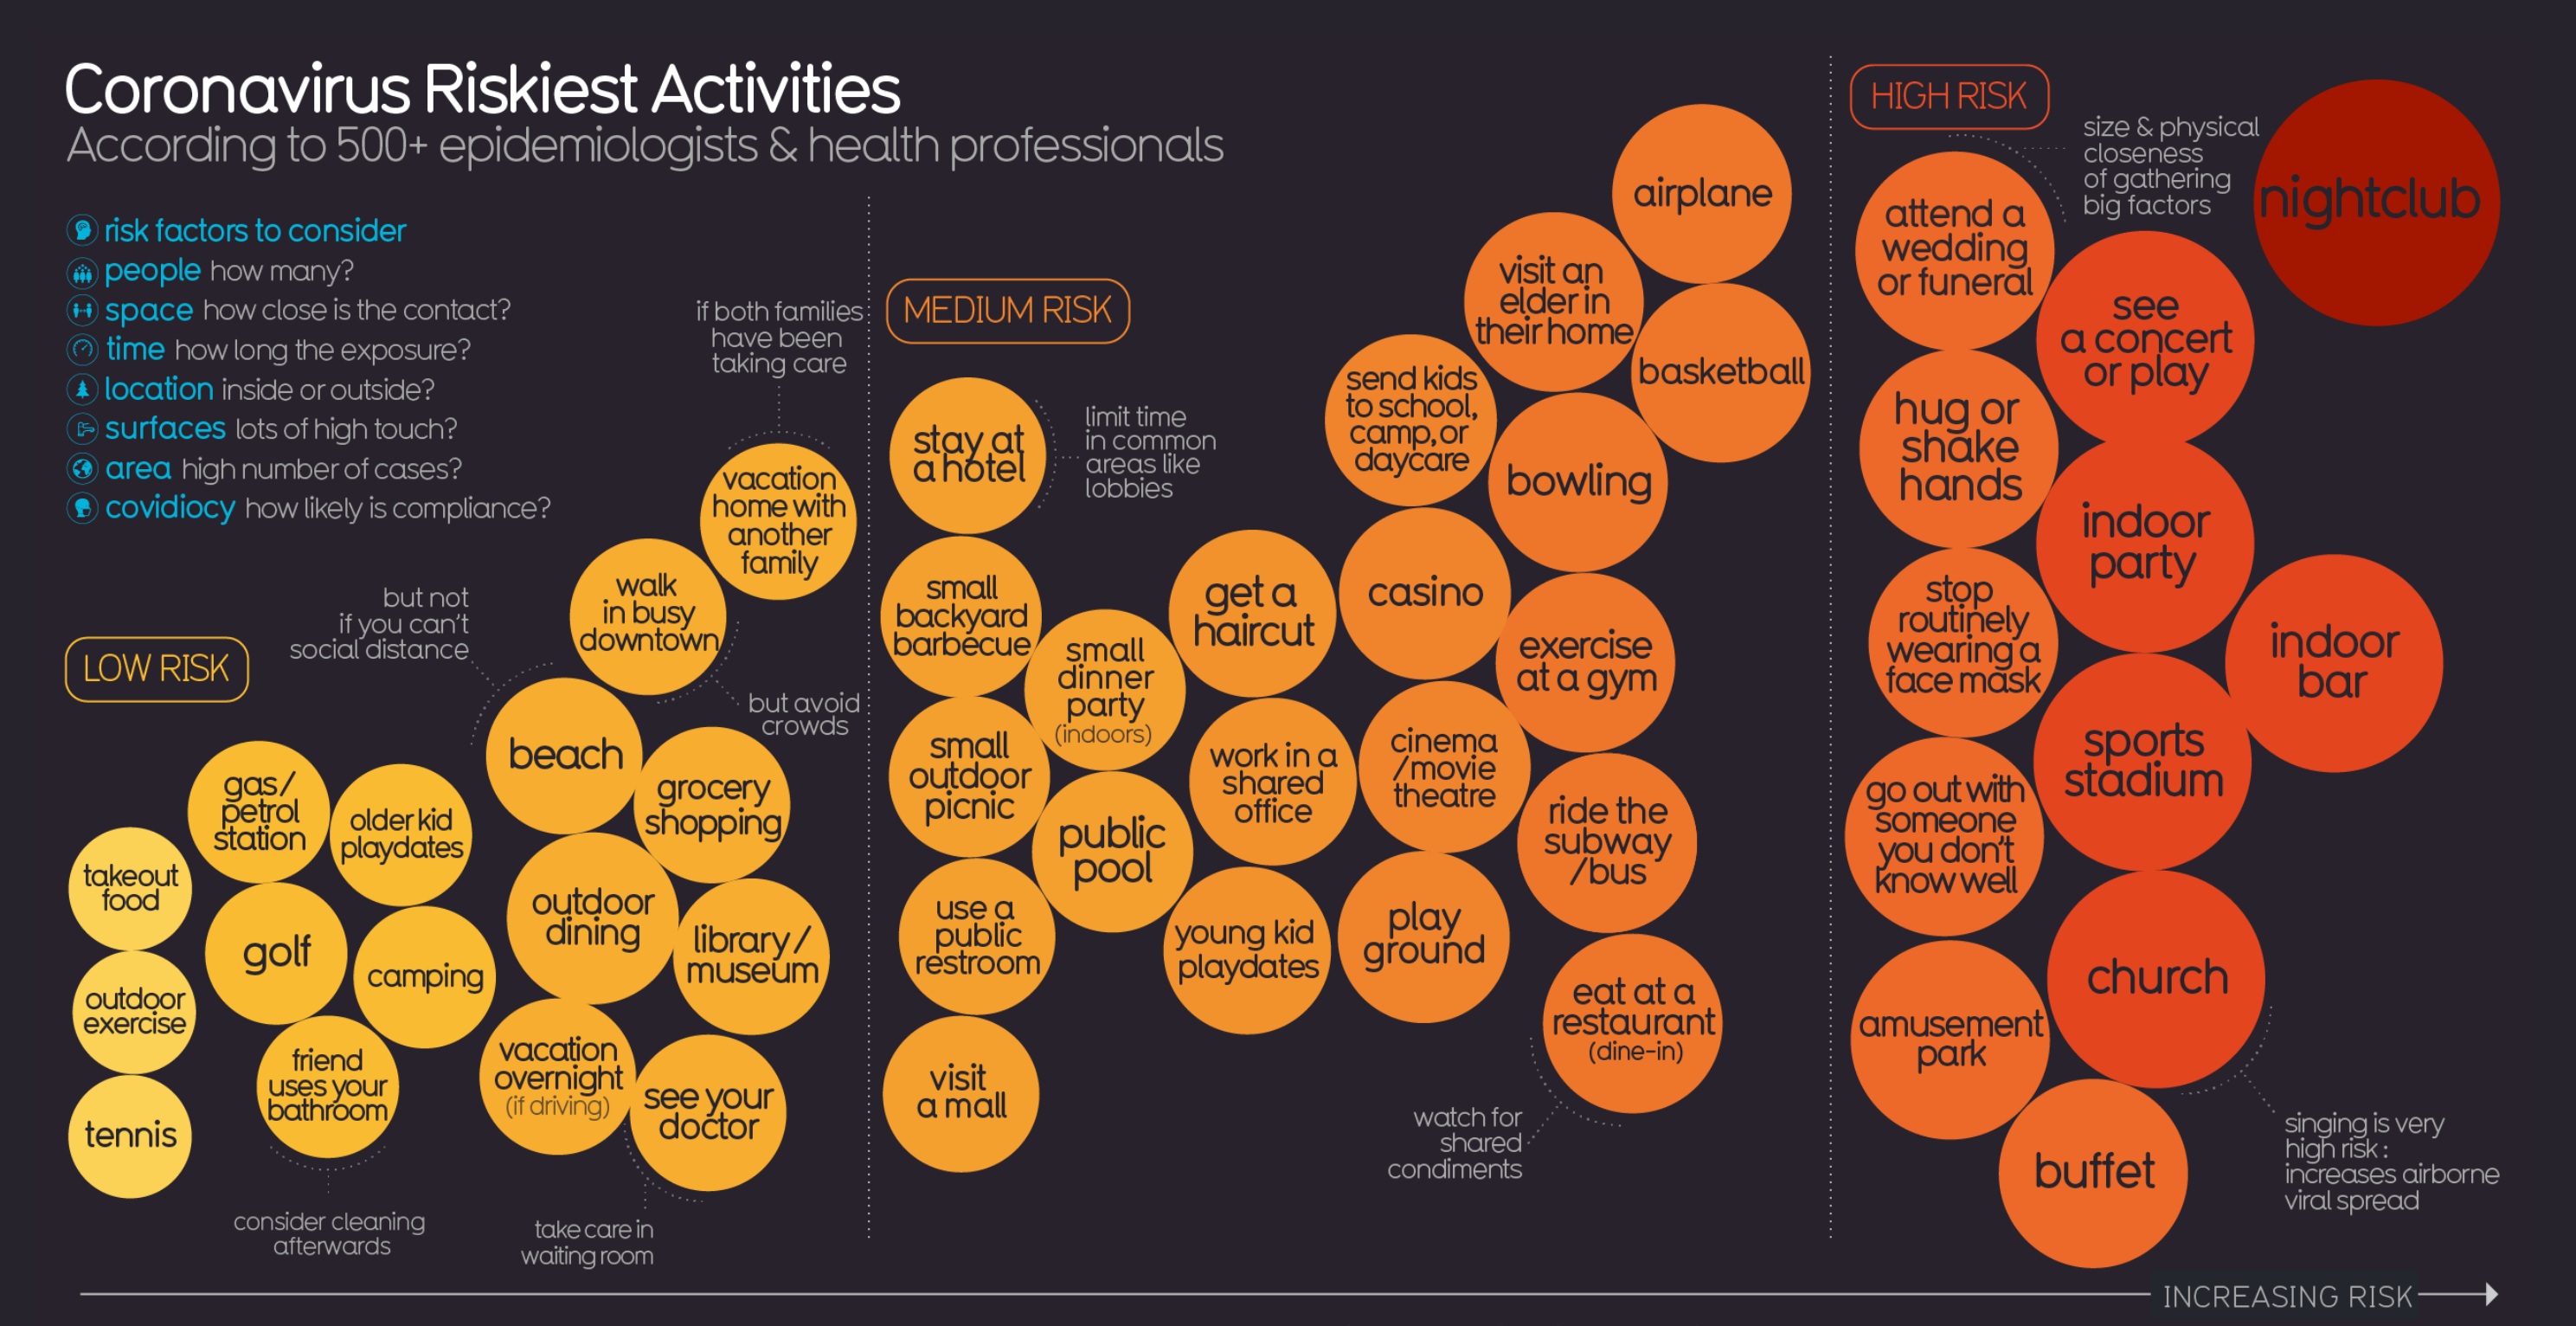 Coronavirus Riskiest Activities
According to 500+ epidemiologists & health professionals
risk factors to consider
people how many?
space how close is the contact?
time how long the exposure?
location inside or outside?
surfaces lots of high touch?
area high number of cases?
covidiocy how likely is compliance?
LOW RISK
takeout
food
outdoor
exercise
tennis
gas/
petrol
station
older kid
playdates
golf
camping
friend
uses your
bathroom
consider cleaning
afterwards
but not
if you can't
social distance
beach
walk
in busy
downtown
but avoid
crowds
if both families
have been
taking care
vacation
home with
another
family
grocery
shopping
outdoor
dining
library/
museum
vacation
overnight
(if driving)
see your
doctor
take care in
waiting room
MEDIUM RISK
stay at
a hotel
limit time
in common
areas like
lobbies
small
backyard
barbecue
small
dinner
party
(indoors)
small
outdoor
picnic
public
pool
use a
public
restroom
visit
a mall
get a
haircut
work in a
shared
office
young kid
playdates
send kids
to school,
camp, or
daycare
casino
cinema
/movie
theatre
play
ground
airplane
visit an
elder in
their home
basketball
bowling
exercise
at a gym
ride the
subway
/bus
eat at a
restaurant
(dine-in)
watch for
shared
condiments
HIGH RISK
size & physical
closeness
of gathering
big factors
attend a
wedding
or funeral
hug or
shake
hands
stop
routinely
wearing a
face mask
go out with
someone
you don't
know well
amusement
park
buffet
see
a concert
or play
indoor
party
sports
stadium
church
singing is very
high risk :
increases airborne
viral spread
indoor
bar
nightclub
INCREASING RISK